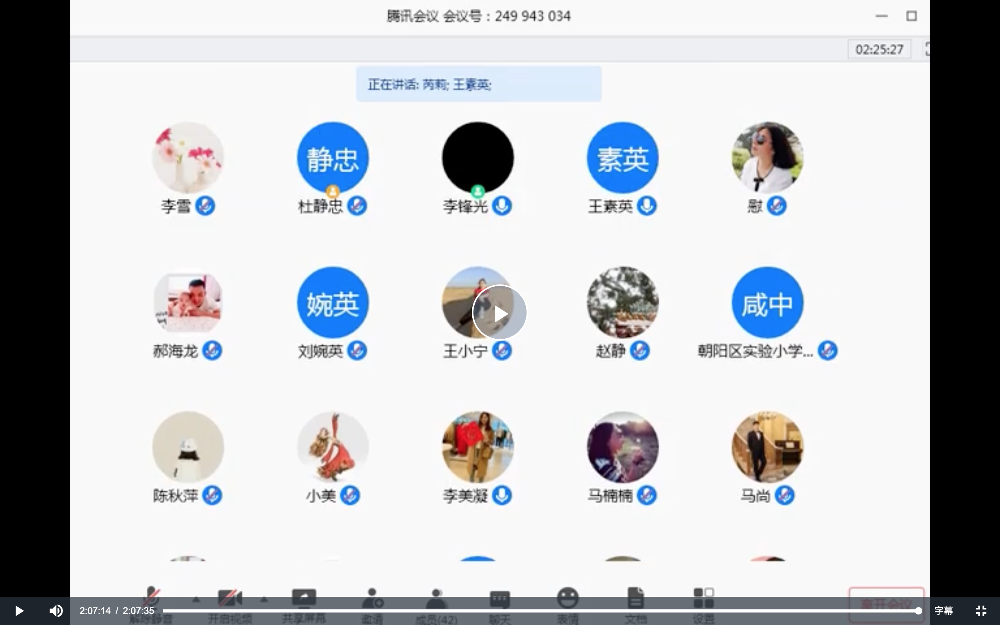 腾讯会议 会议号：249 943 034
02:25:27
正在讲话: 芮莉; 王素英;
静忠
素英
李雪
杜静忠
李锋光
王素英
慰
婉英
咸中
郝海龙
刘婉英
王小宁
赵静
朝阳区实验小学...
陈秋萍
小美
李美凝
马楠楠
马尚
2:07:14 / 2:07:35
字幕
离开会议
解除静音
开启视频
共享屏幕
邀请
成员(42)
聊天
表情
文档
设置